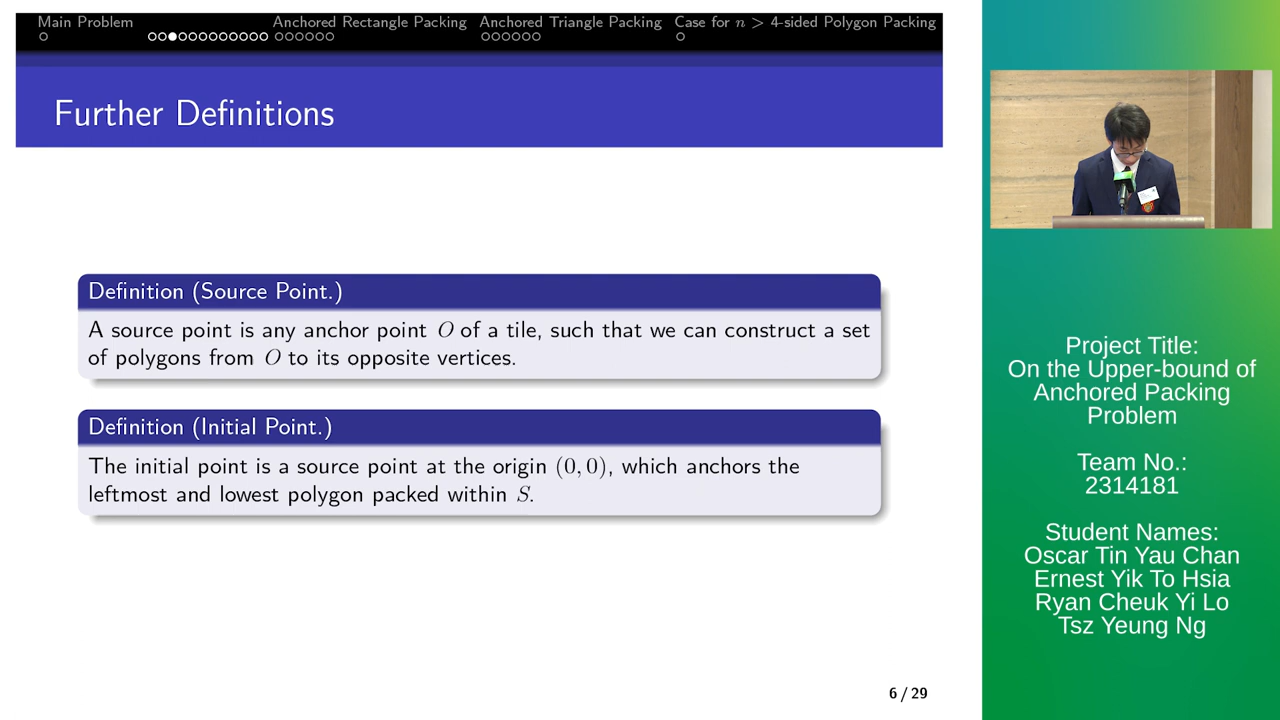 Main Problem
Anchored Rectangle Packing
Anchored Triangle Packing
Case for n > 4-sided Polygon Packing
Further Definitions
Definition (Source Point.)
A source point is any anchor point O of a tile, such that we can construct a set
of polygons from O to its opposite vertices.
Definition (Initial Point.)
The initial point is a source point at the origin (0, 0), which anchors the
leftmost and lowest polygon packed within S.
6 / 29
Project Title:
On the Upper-bound of
Anchored Packing
Problem
Team No.:
2314181
Student Names:
Oscar Tin Yau Chan
Ernest Yik To Hsia
Ryan Cheuk Yi Lo
Tsz Yeung Ng